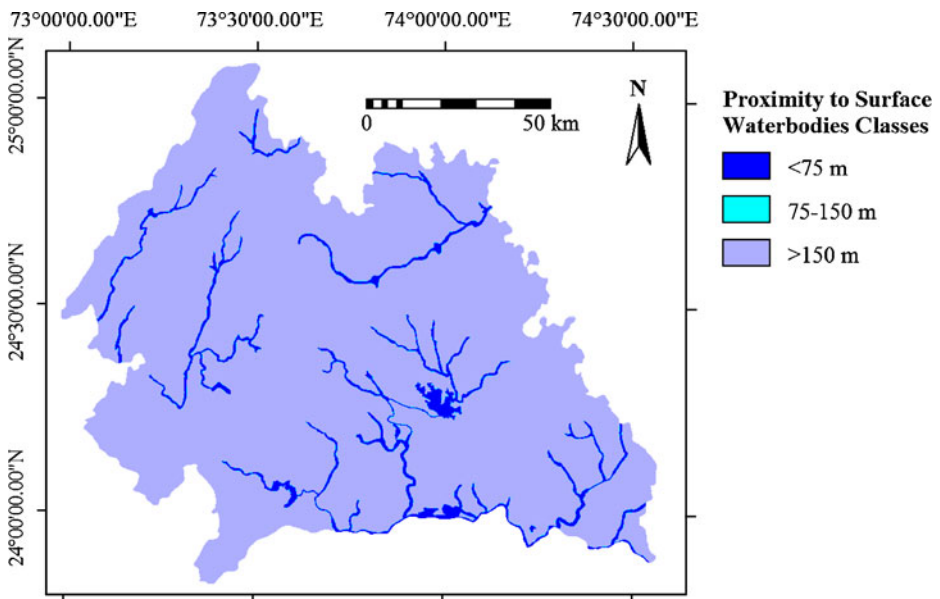 73°00'00.00"E 73°30'00.00"E 74°00'00.00"E 74°30'00.00"E
25°00'00.00"N
24°30'00.00"N
24°00'00.00"N
0 50 km
N
Proximity to Surface
Waterbodies Classes
<75 m
75-150 m
>150 m